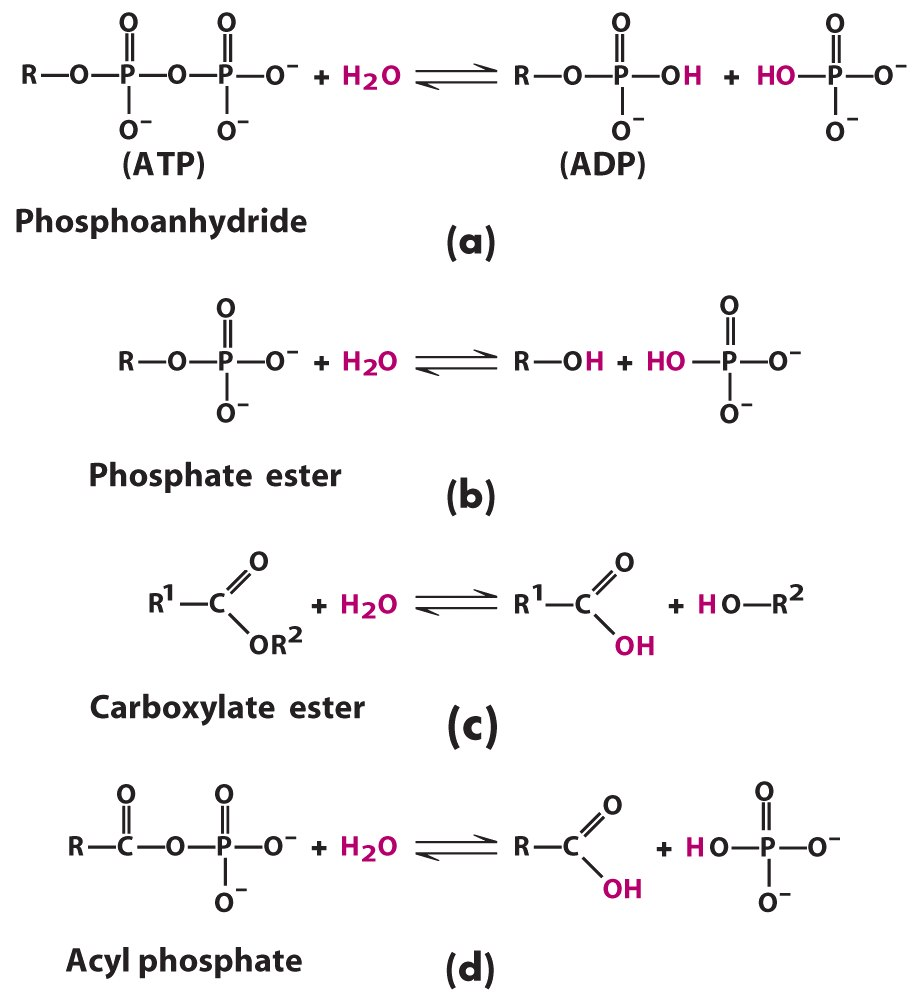 O O O O
R—O—P—O—P—O⁻ + H₂O ⇌ R—O—P—OH + HO—P—O⁻
O⁻ O⁻ O⁻ O⁻
(ATP) (ADP)
Phosphoanhydride
(a)
O O
R—O—P—O⁻ + H₂O ⇌ R—OH + HO—P—O⁻
O⁻ O⁻
Phosphate ester
(b)
O O
R¹—C + H₂O ⇌ R¹—C + HO—R²
OR² OH
Carboxylate ester
(c)
O O O O
R—C—O—P—O⁻ + H₂O ⇌ R—C + HO—P—O⁻
O⁻ OH O⁻
Acyl phosphate
(d)